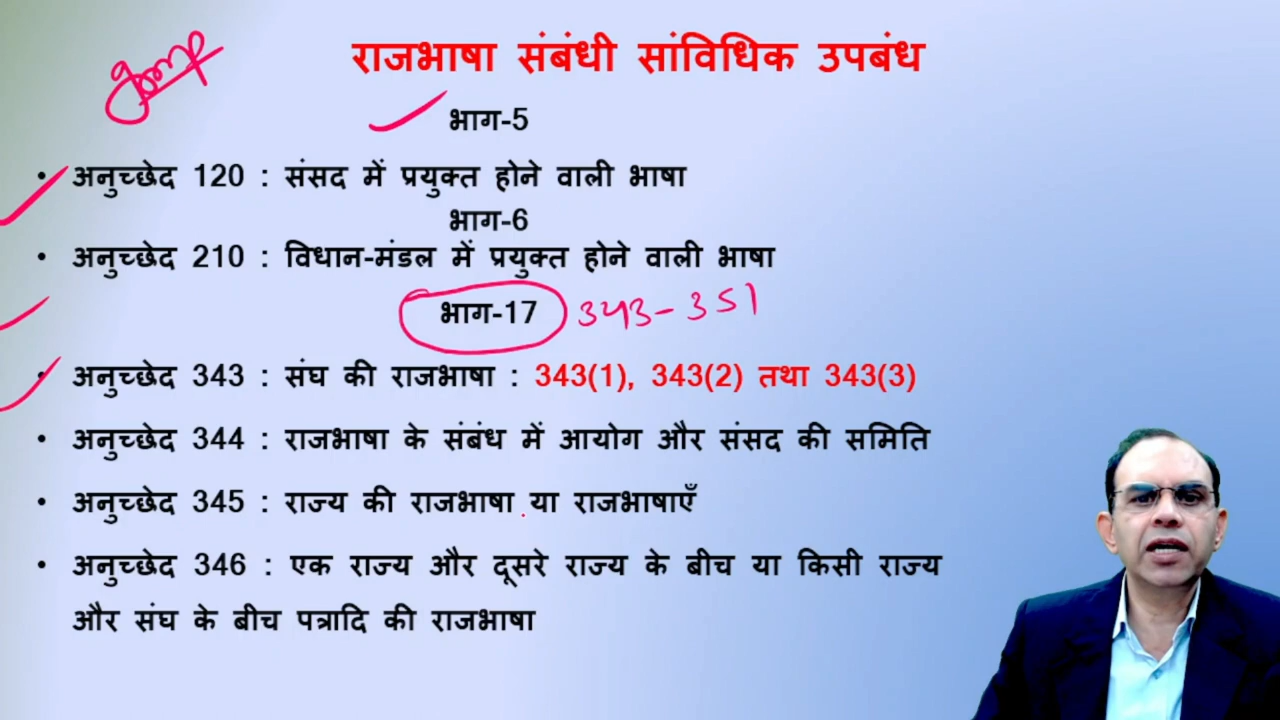 राजभाषा संबंधी सांविधिक उपबंध
भाग-5
• अनुच्छेद 120 : संसद में प्रयुक्त होने वाली भाषा
भाग-6
• अनुच्छेद 210 : विधान-मंडल में प्रयुक्त होने वाली भाषा
भाग-17 343-351
• अनुच्छेद 343 : संघ की राजभाषा : 343(1), 343(2) तथा 343(3)
• अनुच्छेद 344 : राजभाषा के संबंध में आयोग और संसद की समिति
• अनुच्छेद 345 : राज्य की राजभाषा या राजभाषाएँ
• अनुच्छेद 346 : एक राज्य और दूसरे राज्य के बीच या किसी राज्य
और संघ के बीच पत्रादि की राजभाषा